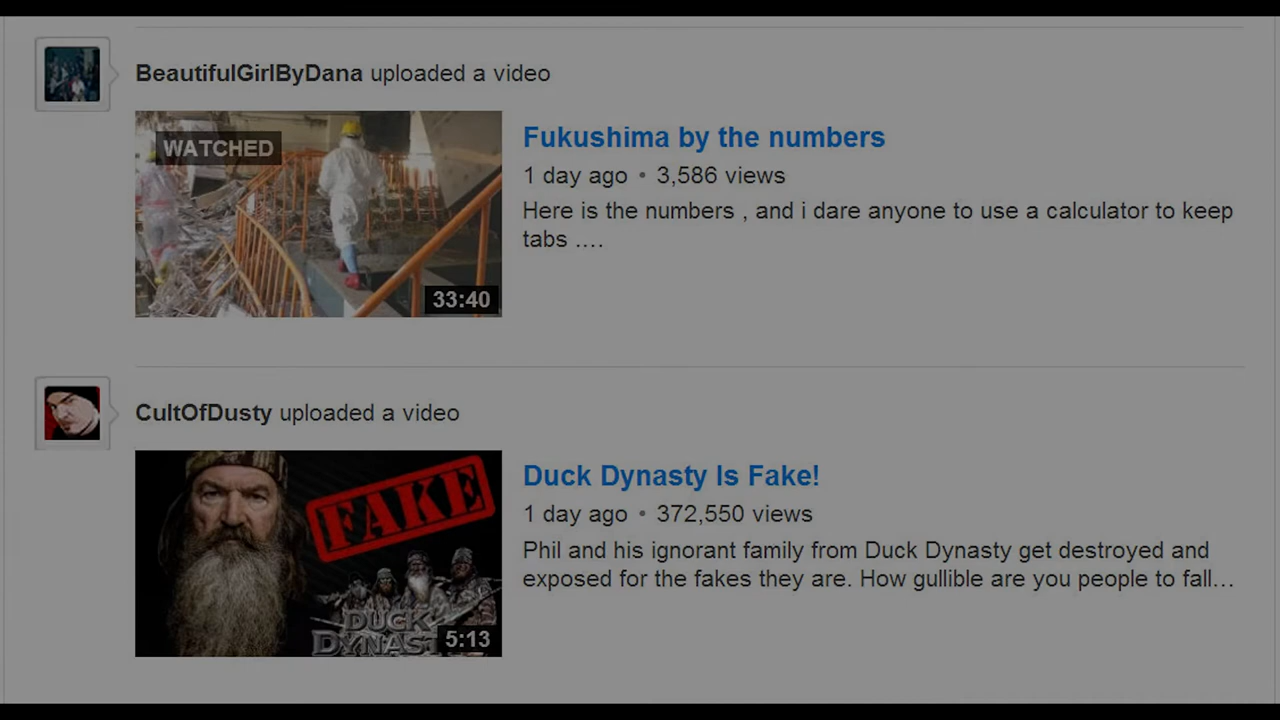 BeautifulGirlByDana uploaded a video
WATCHED
33:40
Fukushima by the numbers
1 day ago • 3,586 views
Here is the numbers , and i dare anyone to use a calculator to keep
tabs ....
CultOfDusty uploaded a video
FAKE
DUCK
DYNAST
5:13
Duck Dynasty Is Fake!
1 day ago • 372,550 views
Phil and his ignorant family from Duck Dynasty get destroyed and
exposed for the fakes they are. How gullible are you people to fall...